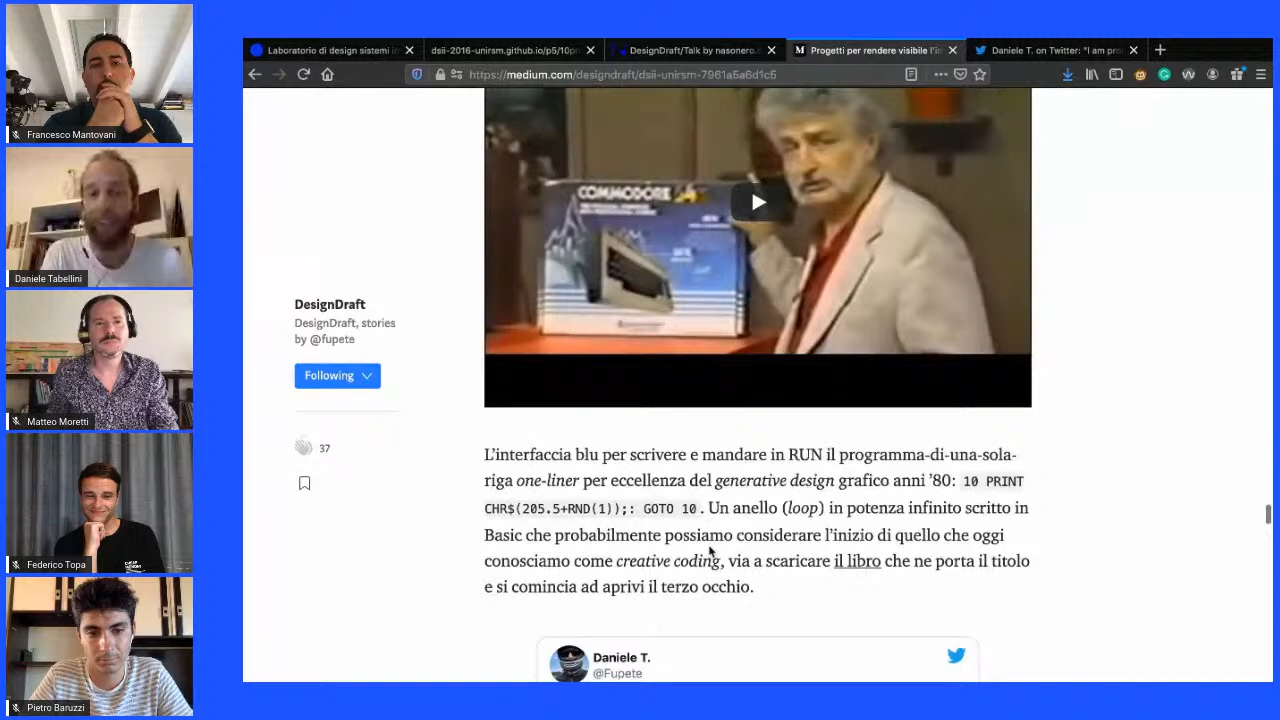 Francesco Mantovani
Daniele Tabellini
Matteo Moretti
Federico Topa
Pietro Baruzzi
Laboratorio di design sistemi in
dsii-2016-unirsm.github.io/p5/10pr
DesignDraft/Talk by nasonero.
Progetti per rendere visibile l'in
Daniele T. on Twitter: "I am pro
https://medium.com/designdraft/dsii-unirsm-7961a5a6d1c5
COMMODORE 64
DesignDraft
DesignDraft, stories
by @fupete
Following
37
L'interfaccia blu per scrivere e mandare in RUN il programma-di-una-sola-
riga one-liner per eccellenza del generative design grafico anni '80: 10 PRINT
CHR$(205.5+RND(1));: GOTO 10. Un anello (loop) in potenza infinito scritto in
Basic che probabilmente possiamo considerare l'inizio di quello che oggi
conosciamo come creative coding, via a scaricare il libro che ne porta il titolo
e si comincia ad aprivi il terzo occhio.
Daniele T.
@Fupete